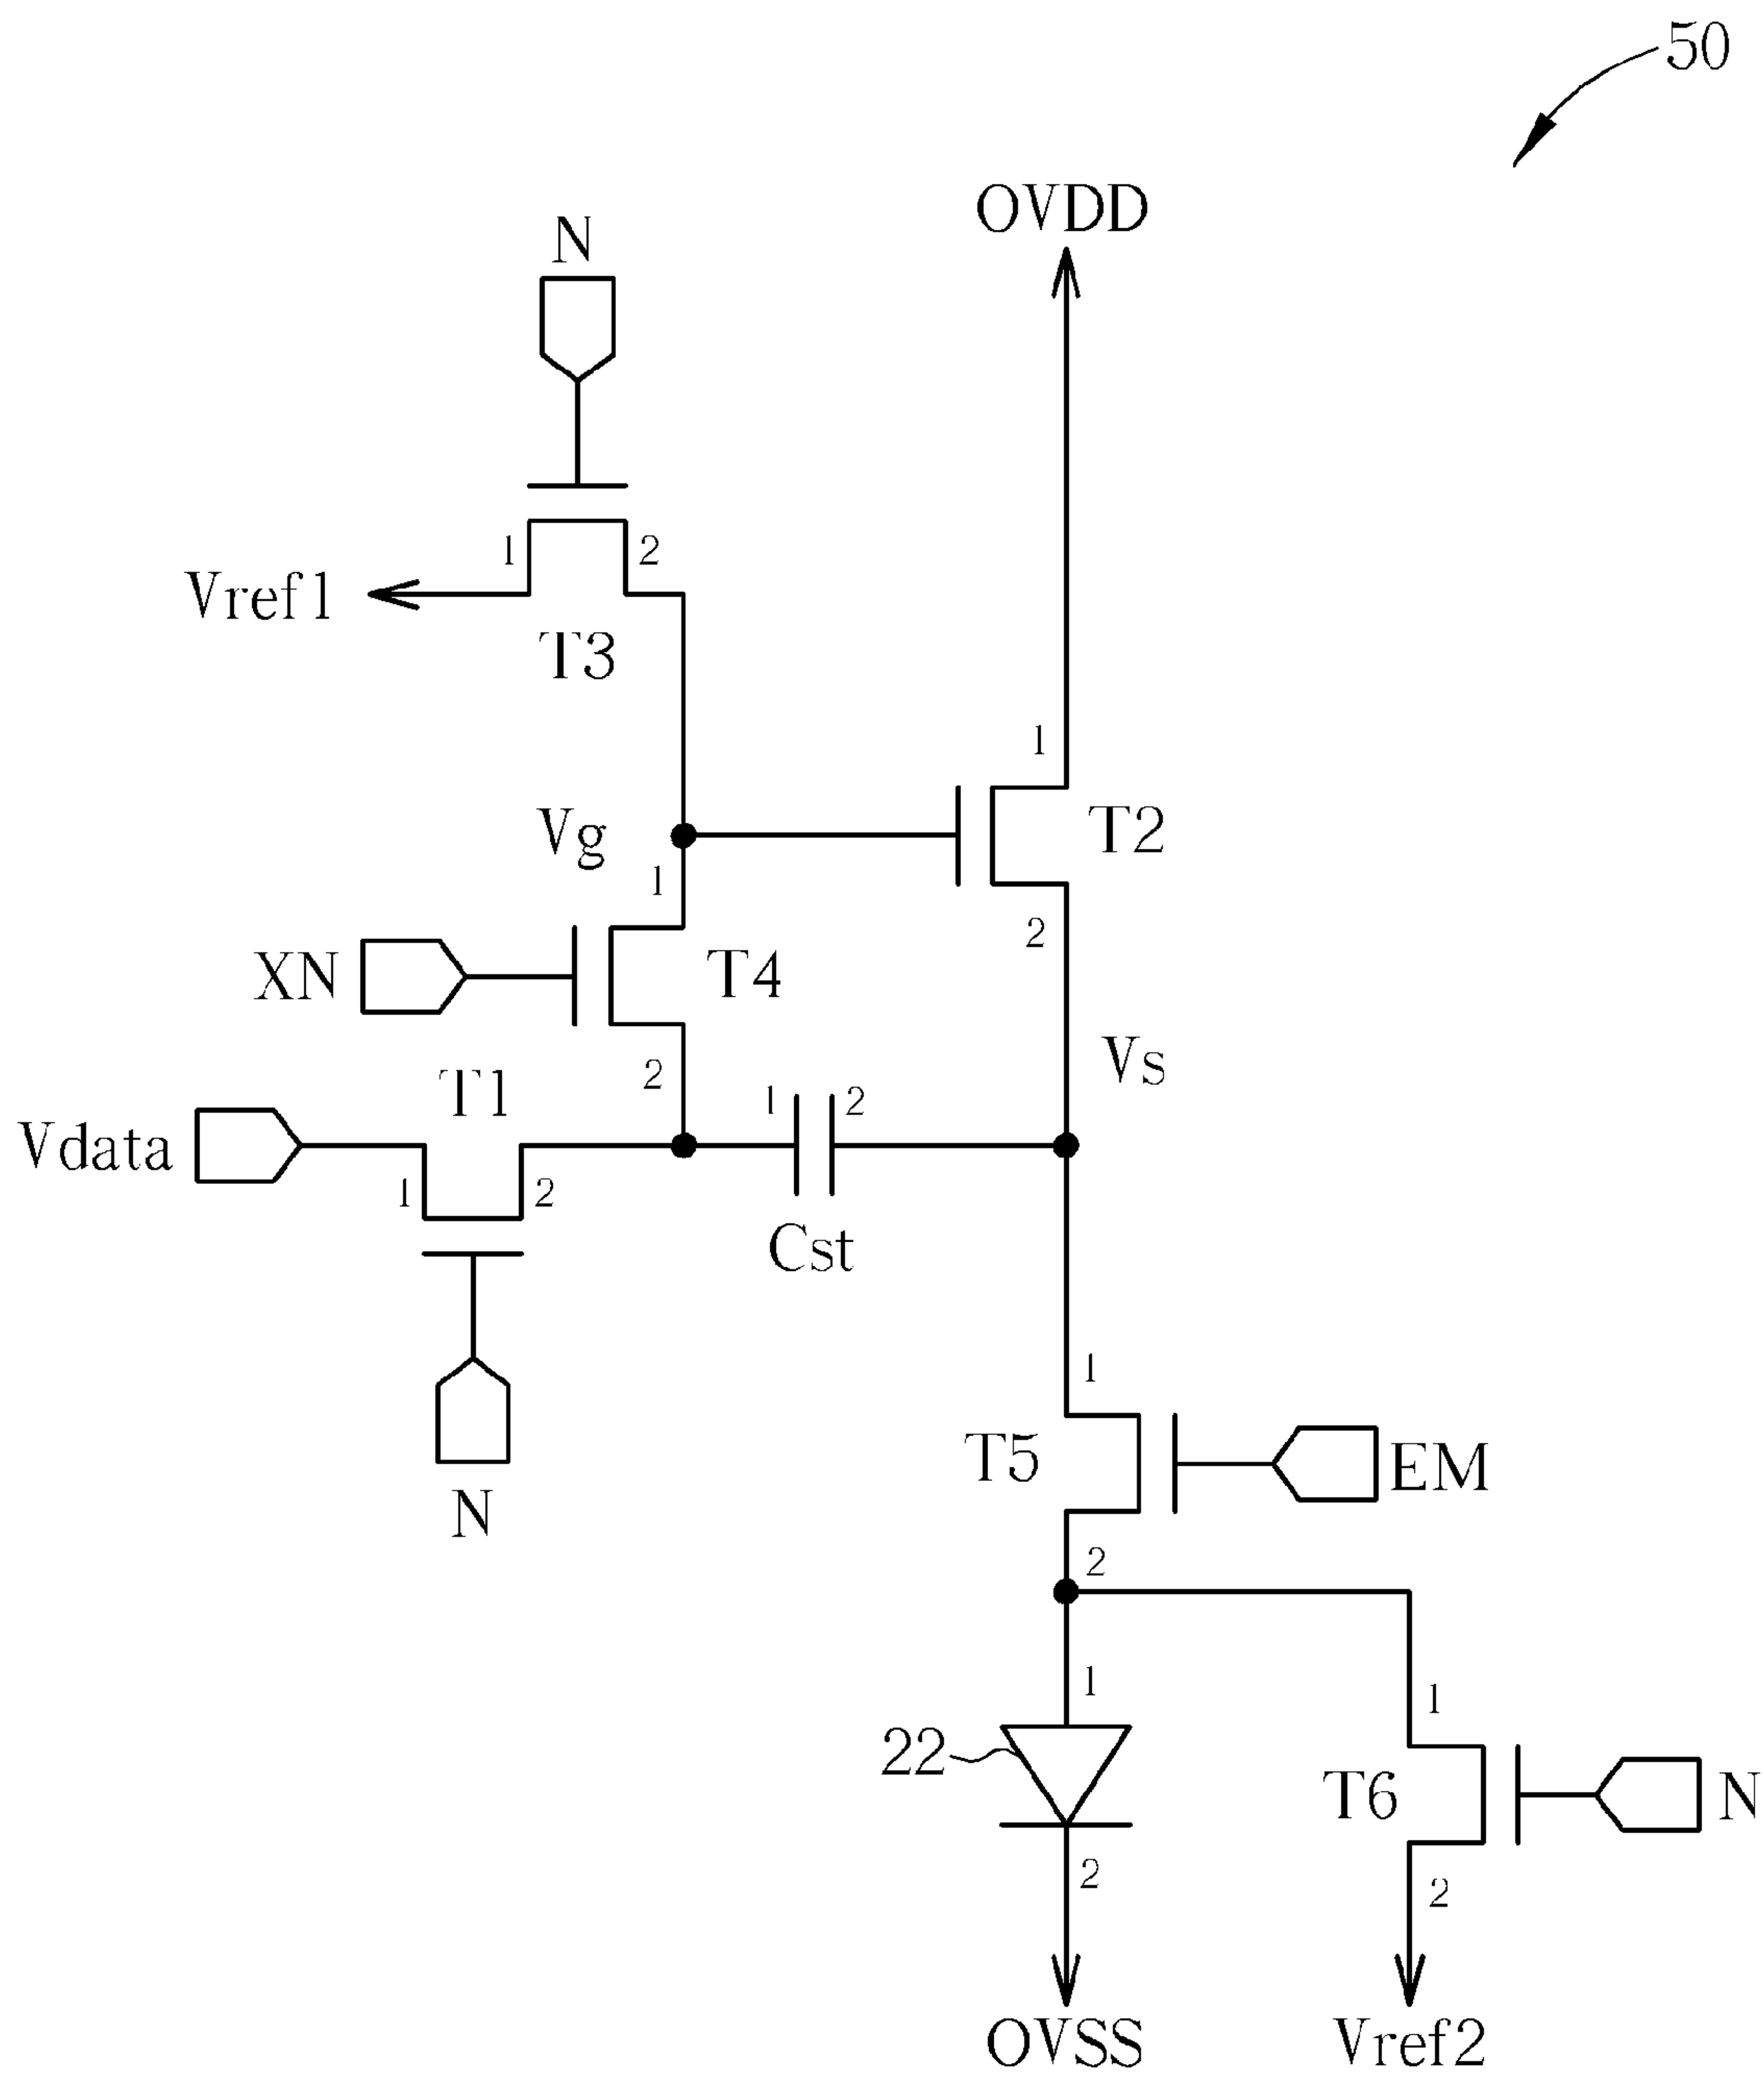 50
OVDD
N
1 2
Vref1
T3
1
Vg
T2
1
2
XN
T4
Vs
T1
2
1 2
Vdata
1 2
Cst
1
T5
EM
N
2
1
1
22
T6
N
2
2
OVSS
Vref2